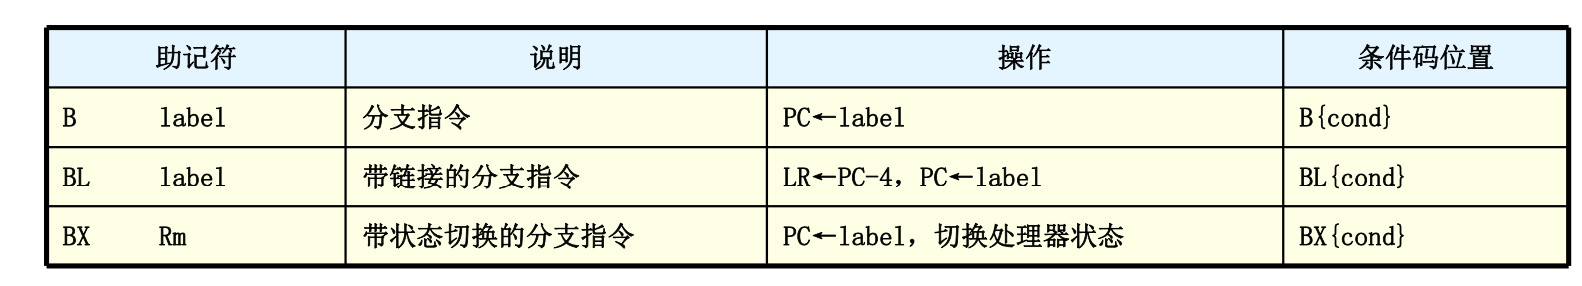 助记符 说明 操作 条件码位置
B label 分支指令 PC←label B{cond}
BL label 带链接的分支指令 LR←PC-4，PC←label BL{cond}
BX Rm 带状态切换的分支指令 PC←label，切换处理器状态 BX{cond}